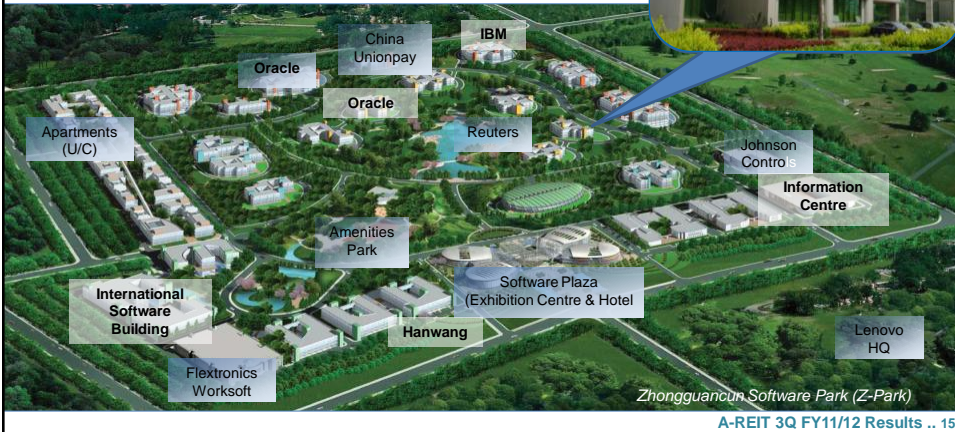 IBM
China
Unionpay
Oracle
Oracle
Apartments
(U/C)
Reuters
Johnson
Controls
Information
Centre
Amenities
Park
Software Plaza
(Exhibition Centre & Hotel
International
Software
Building
Hanwang
Lenovo
HQ
Flextronics
Worksoft
Zhongguancun Software Park (Z-Park)
A-REIT 3Q FY11/12 Results .. 15